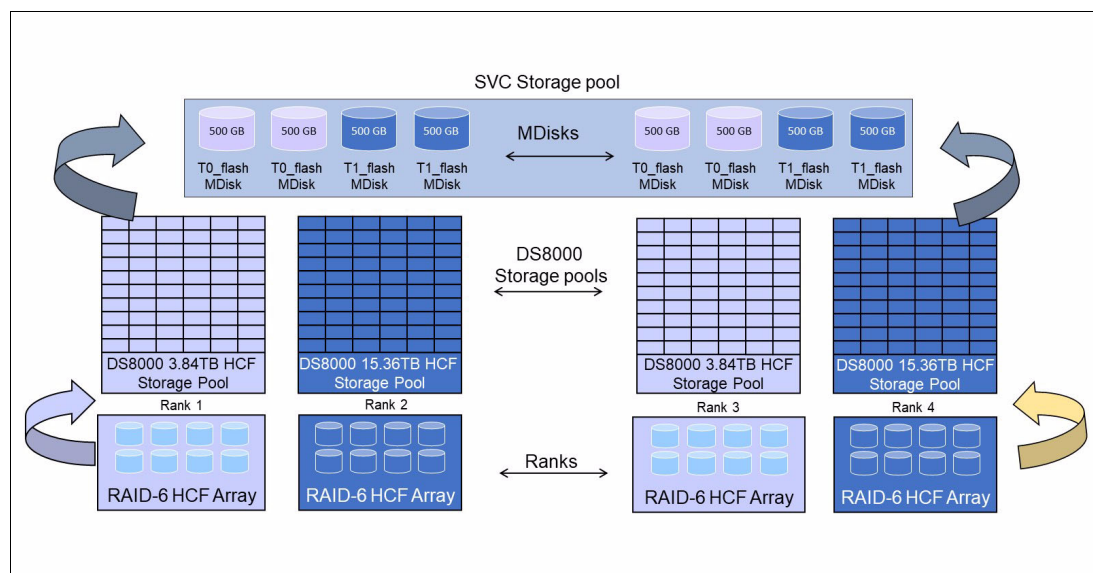 SVC Storage pool
500 GB
500 GB
500 GB
500 GB
MDisks
500 GB
500 GB
500 GB
500 GB
T0_flash
MDisk
T0_flash
MDisk
T1_flash
MDisk
T1_flash
MDisk
T0_flash
MDisk
T0_flash
MDisk
T1_flash
MDisk
T1_flash
MDisk
DS8000
Storage pools
DS8000 3.84TB HCF
Storage Pool
DS8000 15.36TB HCF
Storage Pool
DS8000 3.84TB HCF
Storage Pool
DS8000 15.36TB HCF
Storage Pool
Rank 1
Rank 2
Rank 3
Rank 4
Ranks
RAID-6 HCF Array
RAID-6 HCF Array
RAID-6 HCF Array
RAID-6 HCF Array